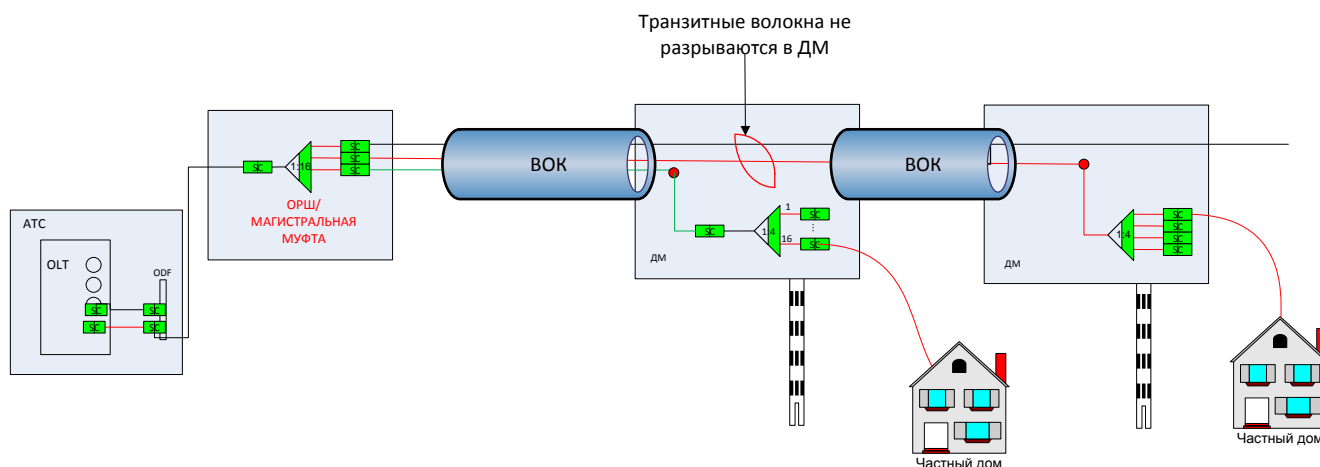 Транзитные волокна не
разрываются в ДМ
SC
1:16
SC
SC
SC
ОРШ/
МАГИСТРАЛЬНАЯ
МУФТА
ВОК
ВОК
АТС
OLT
ODF
SC
SC
SC
SC
SC
1:4
1
SC
16
SC
ДМ
1:4
SC
SC
SC
SC
ДМ
Частный дом
Частный дом